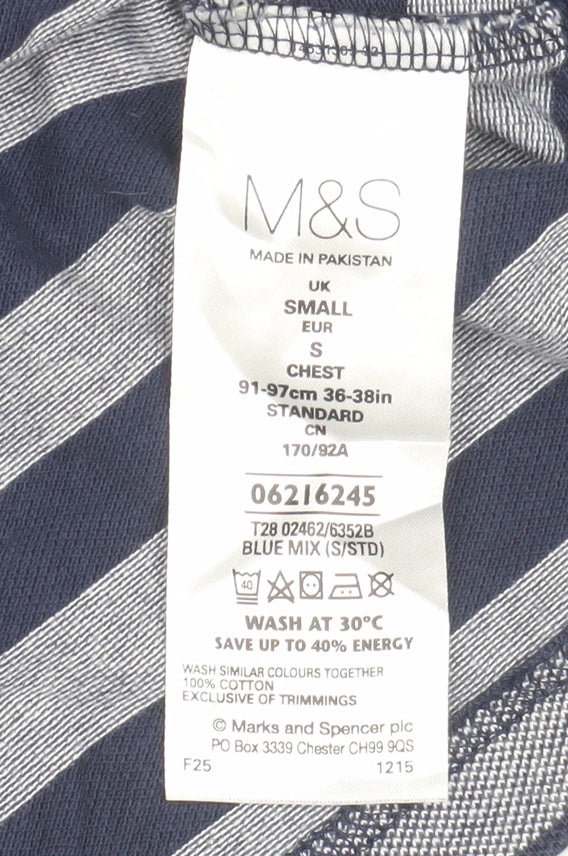 M&S
MADE IN PAKISTAN
UK
SMALL
EUR
S
CHEST
91-97cm 36-38in
STANDARD
CN
170/92A
06216245
T28 02462/6352B
BLUE MIX (S/STD)
40
WASH AT 30°C
SAVE UP TO 40% ENERGY
WASH SIMILAR COLOURS TOGETHER
100% COTTON
EXCLUSIVE OF TRIMMINGS
© Marks and Spencer plc
PO Box 3339 Chester CH99 9QS
F25 1215